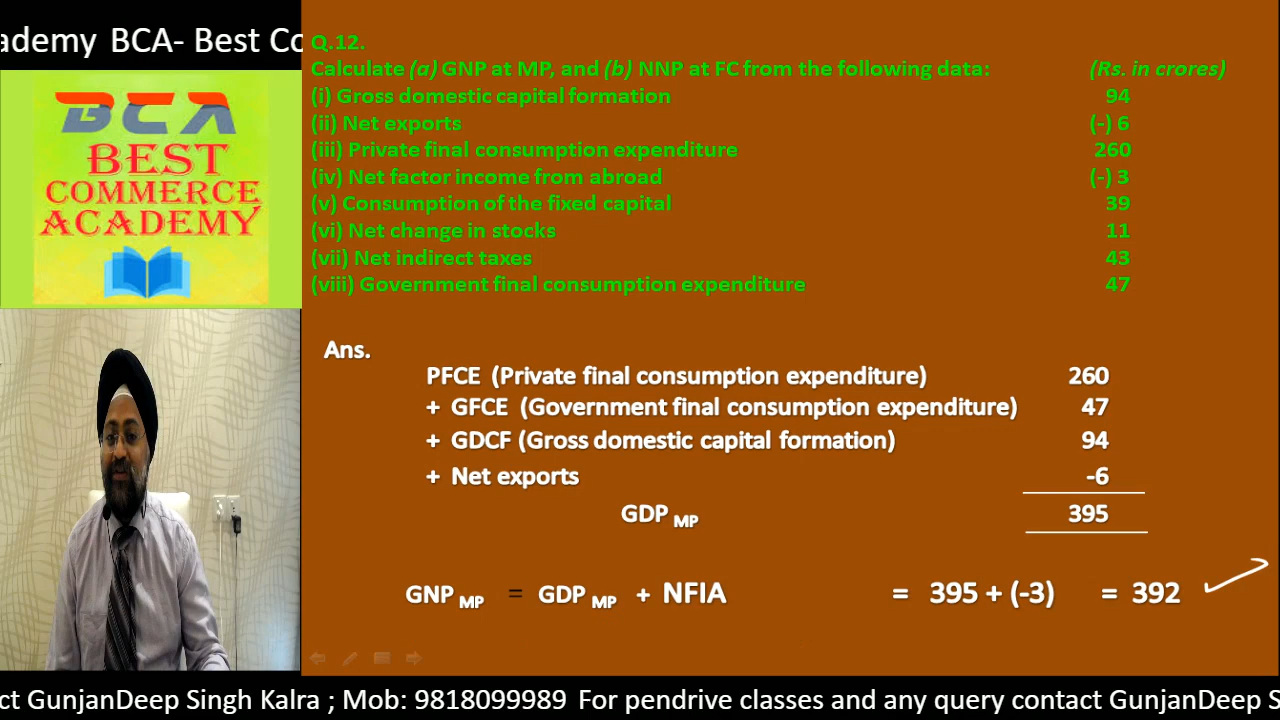 ademy BCA- Best Co
BCA
BEST
COMMERCE
ACADEMY
Q.12.
Calculate (a) GNP at MP, and (b) NNP at FC from the following data: (Rs. in crores)
(i) Gross domestic capital formation 94
(ii) Net exports (-) 6
(iii) Private final consumption expenditure 260
(iv) Net factor income from abroad (-) 3
(v) Consumption of the fixed capital 39
(vi) Net change in stocks 11
(vii) Net indirect taxes 43
(viii) Government final consumption expenditure 47
Ans.
PFCE (Private final consumption expenditure) 260
+ GFCE (Government final consumption expenditure) 47
+ GDCF (Gross domestic capital formation) 94
+ Net exports -6
GDP MP 395
GNP MP = GDP MP + NFIA = 395 + (-3) = 392
ct GunjanDeep Singh Kalra ; Mob: 9818099989 For pendrive classes and any query contact GunjanDeep S